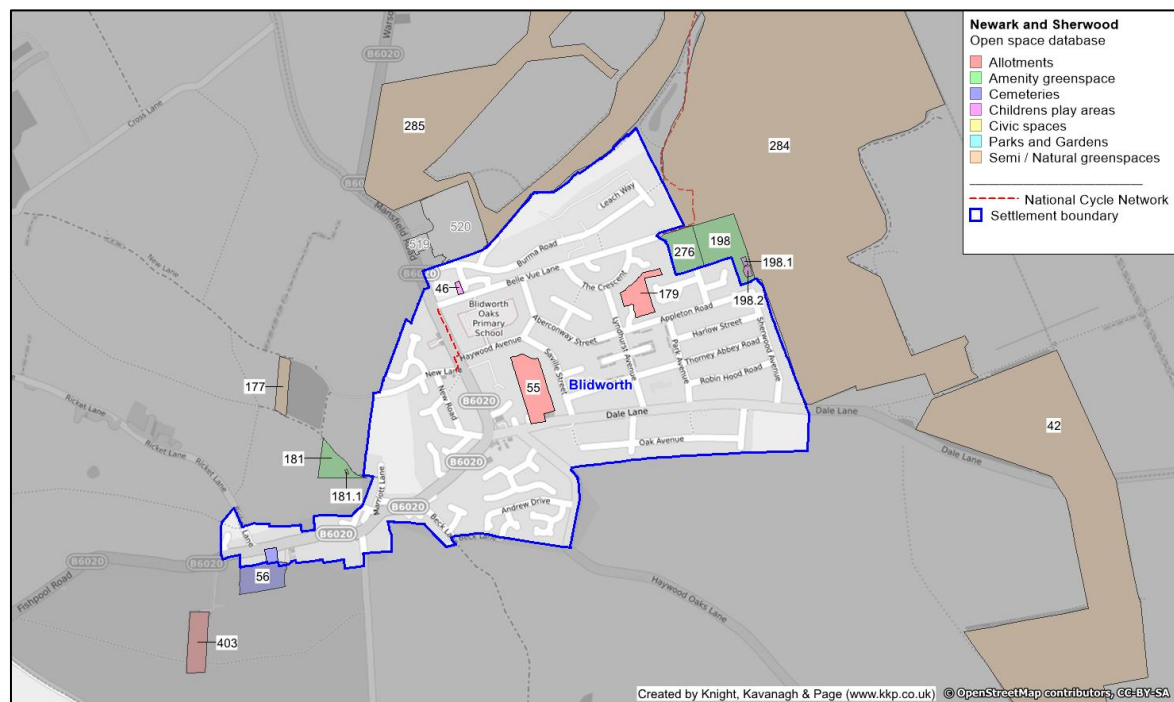 Newark and Sherwood
Open space database
Allotments
Amenity greenspace
Cemeteries
Childrens play areas
Civic spaces
Parks and Gardens
Semi / Natural greenspaces
National Cycle Network
Settlement boundary
B6020
Cross Lane
285
284
Mansfield Road
520
519
Leach Way
Burma Road
Belle Vue Lane
276
198
198.1
198.2
46
The Crescent
179
Blidworth
Oaks
Primary
School
Appleton Road
Aberconway Street
Lyndhurst Avenue
Harlow Street
Park Avenue
Thorney Abbey Road
Sherwood Avenue
Robin Hood Road
Haywood Avenue
Saville Street
New Lane
New Lane
New Road
55
Blidworth
177
B6020
Dale Lane
Dale Lane
Dale Lane
42
Oak Avenue
Ricket Lane
Ricket Lane
Ricket Lane
181
181.1
B6020
Marriott Lane
B6020
Andrew Drive
B6020
B6020
56
Fishpool Road
Haywood Oaks Lane
403
Created by Knight, Kavanagh & Page (www.kkp.co.uk)
© OpenStreetMap contributors, CC-BY-SA